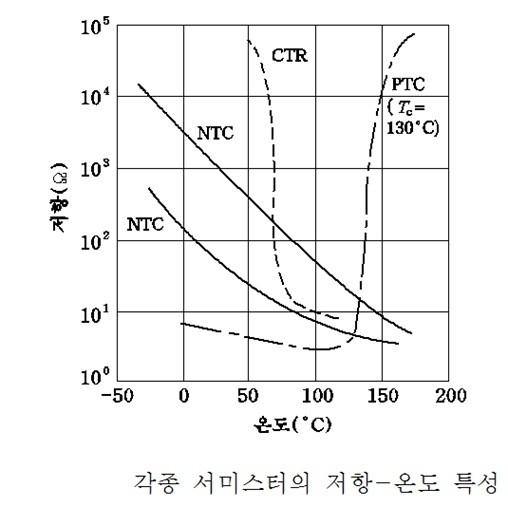 10⁵
10⁴
10³
10²
10¹
10⁰
저항(Ω)
CTR
PTC
(T_c=
130°C)
NTC
NTC
-50 0 50 100 150 200
온도(°C)
각종 서미스터의 저항-온도 특성